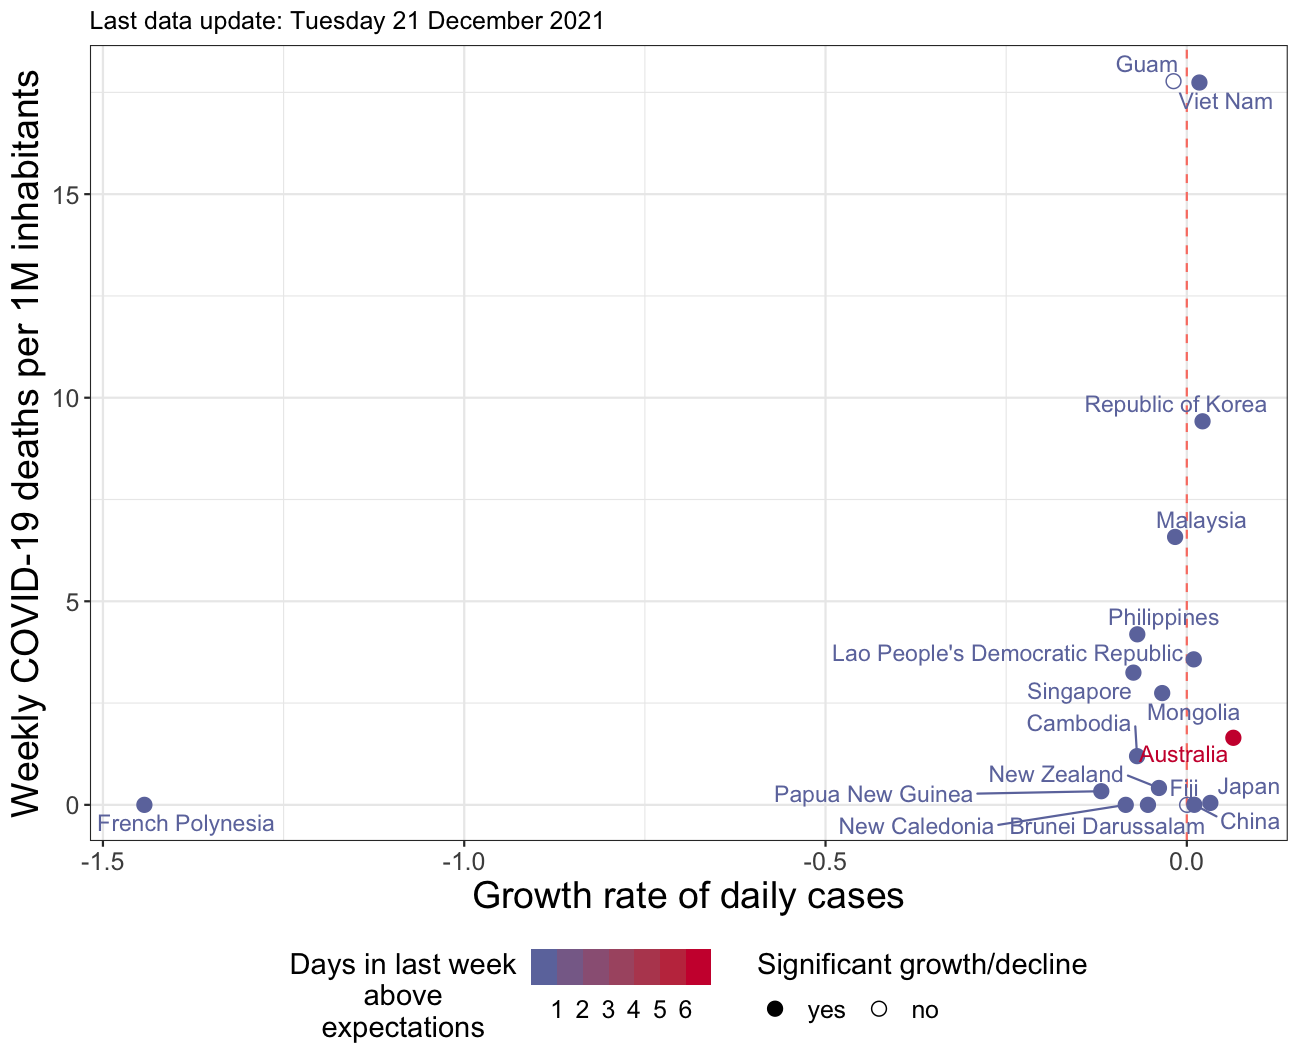 Last data update: Tuesday 21 December 2021
Weekly COVID-19 deaths per 1M inhabitants
15
10
5
0
Guam
Viet Nam
Republic of Korea
Malaysia
Philippines
Lao People's Democratic Republic
Singapore
Mongolia
Cambodia
Australia
New Zealand
Papua New Guinea
Fiji
Japan
French Polynesia
New Caledonia
Brunei Darussalam
China
-1.5
-1.0
-0.5
0.0
Growth rate of daily cases
Days in last week
above
expectations
1 2 3 4 5 6
Significant growth/decline
yes
no